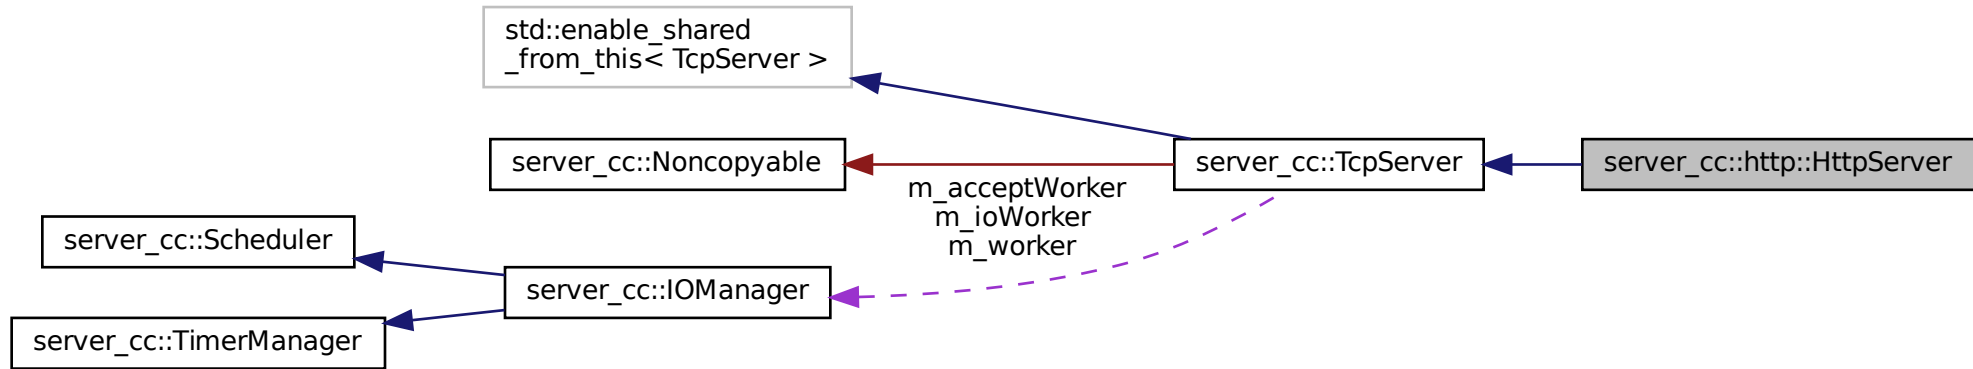 std::enable_shared
_from_this< TcpServer >
server_cc::Noncopyable
server_cc::TcpServer
server_cc::http::HttpServer
m_acceptWorker
m_ioWorker
m_worker
server_cc::Scheduler
server_cc::IOManager
server_cc::TimerManager